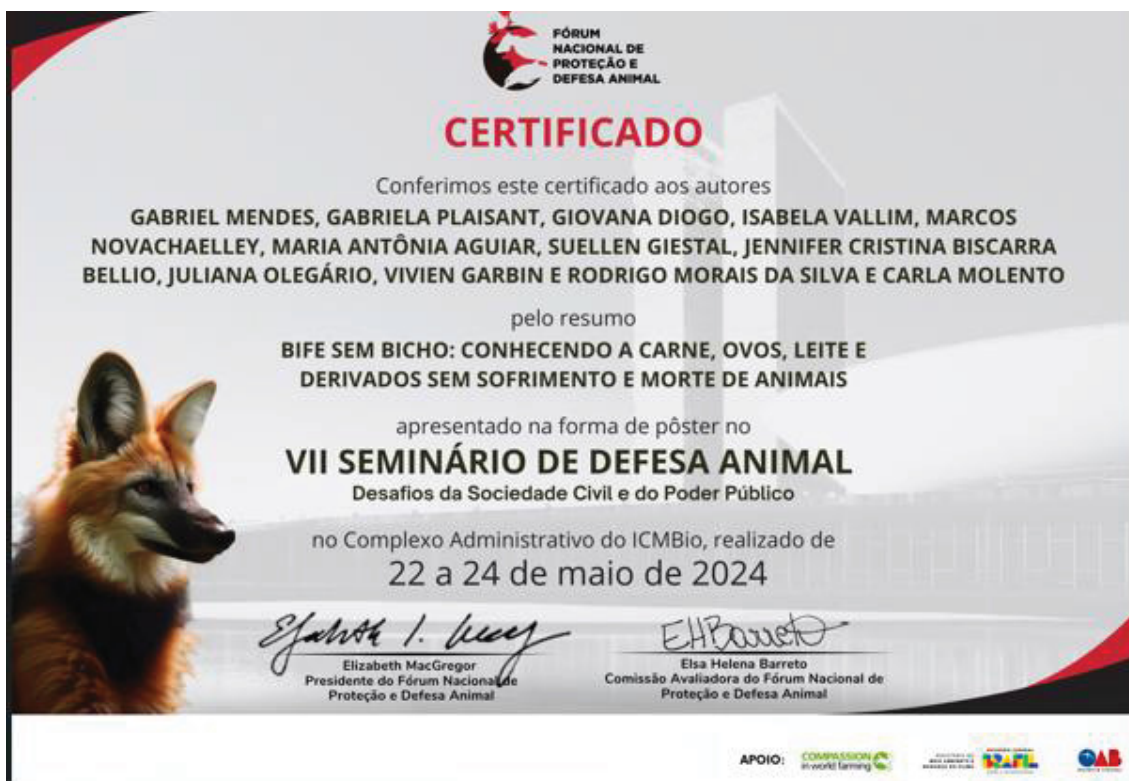 FÓRUM
NACIONAL DE
PROTEÇÃO E
DEFESA ANIMAL
CERTIFICADO
Conferimos este certificado aos autores
GABRIEL MENDES, GABRIELA PLAISANT, GIOVANA DIOGO, ISABELA VALLIM, MARCOS
NOVACHAELLEY, MARIA ANTÔNIA AGUIAR, SUELLEN GIESTAL, JENNIFER CRISTINA BISCARRA
BELLIO, JULIANA OLEGÁRIO, VIVIEN GARBIN E RODRIGO MORAIS DA SILVA E CARLA MOLENTO
pelo resumo
BIFE SEM BICHO: CONHECENDO A CARNE, OVOS, LEITE E
DERIVADOS SEM SOFRIMENTO E MORTE DE ANIMAIS
apresentado na forma de pôster no
VII SEMINÁRIO DE DEFESA ANIMAL
Desafios da Sociedade Civil e do Poder Público
no Complexo Administrativo do ICMBio, realizado de
22 a 24 de maio de 2024
EHBarreto
Elizabeth MacGregor
Presidente do Fórum Nacional de
Proteção e Defesa Animal
Elsa Helena Barreto
Comissão Avaliadora do Fórum Nacional de
Proteção e Defesa Animal
APOIO:
COMPASSION
in world farming
BRASIL
OAB